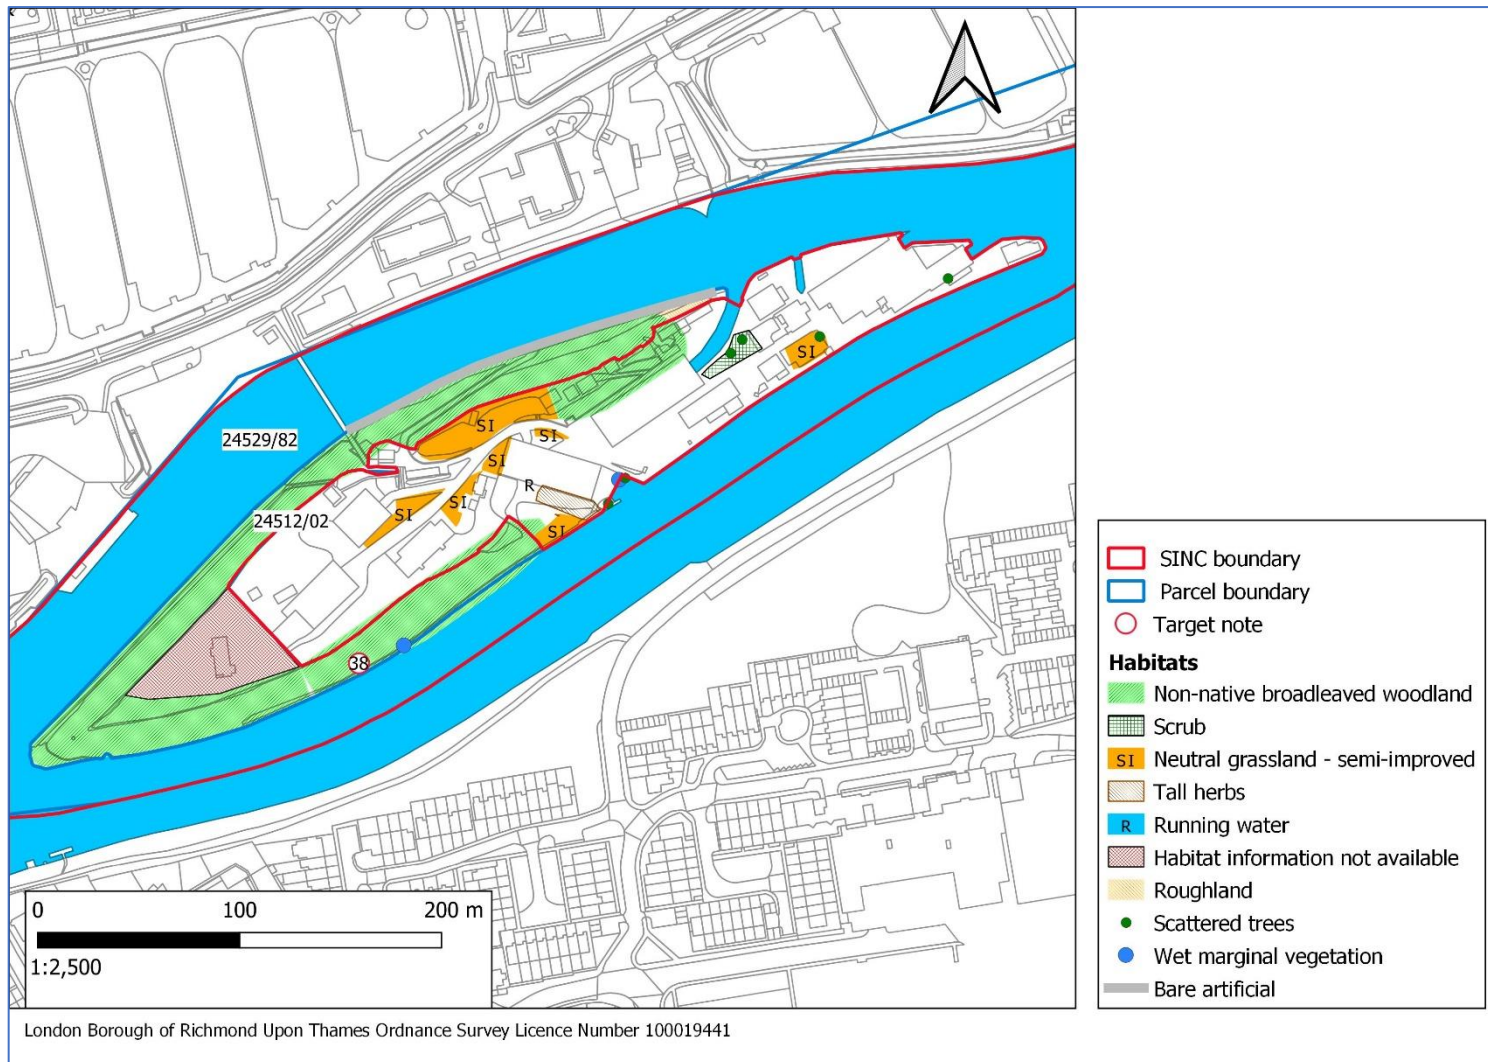 24529/82
24512/02
SI
SI
SI
SI
SI
R
SI
SI
38
0 100 200 m
1:2,500
SINC boundary
Parcel boundary
Target note
Habitats
Non-native broadleaved woodland
Scrub
SI Neutral grassland - semi-improved
Tall herbs
R Running water
Habitat information not available
Roughland
Scattered trees
Wet marginal vegetation
Bare artificial
London Borough of Richmond Upon Thames Ordnance Survey Licence Number 100019441